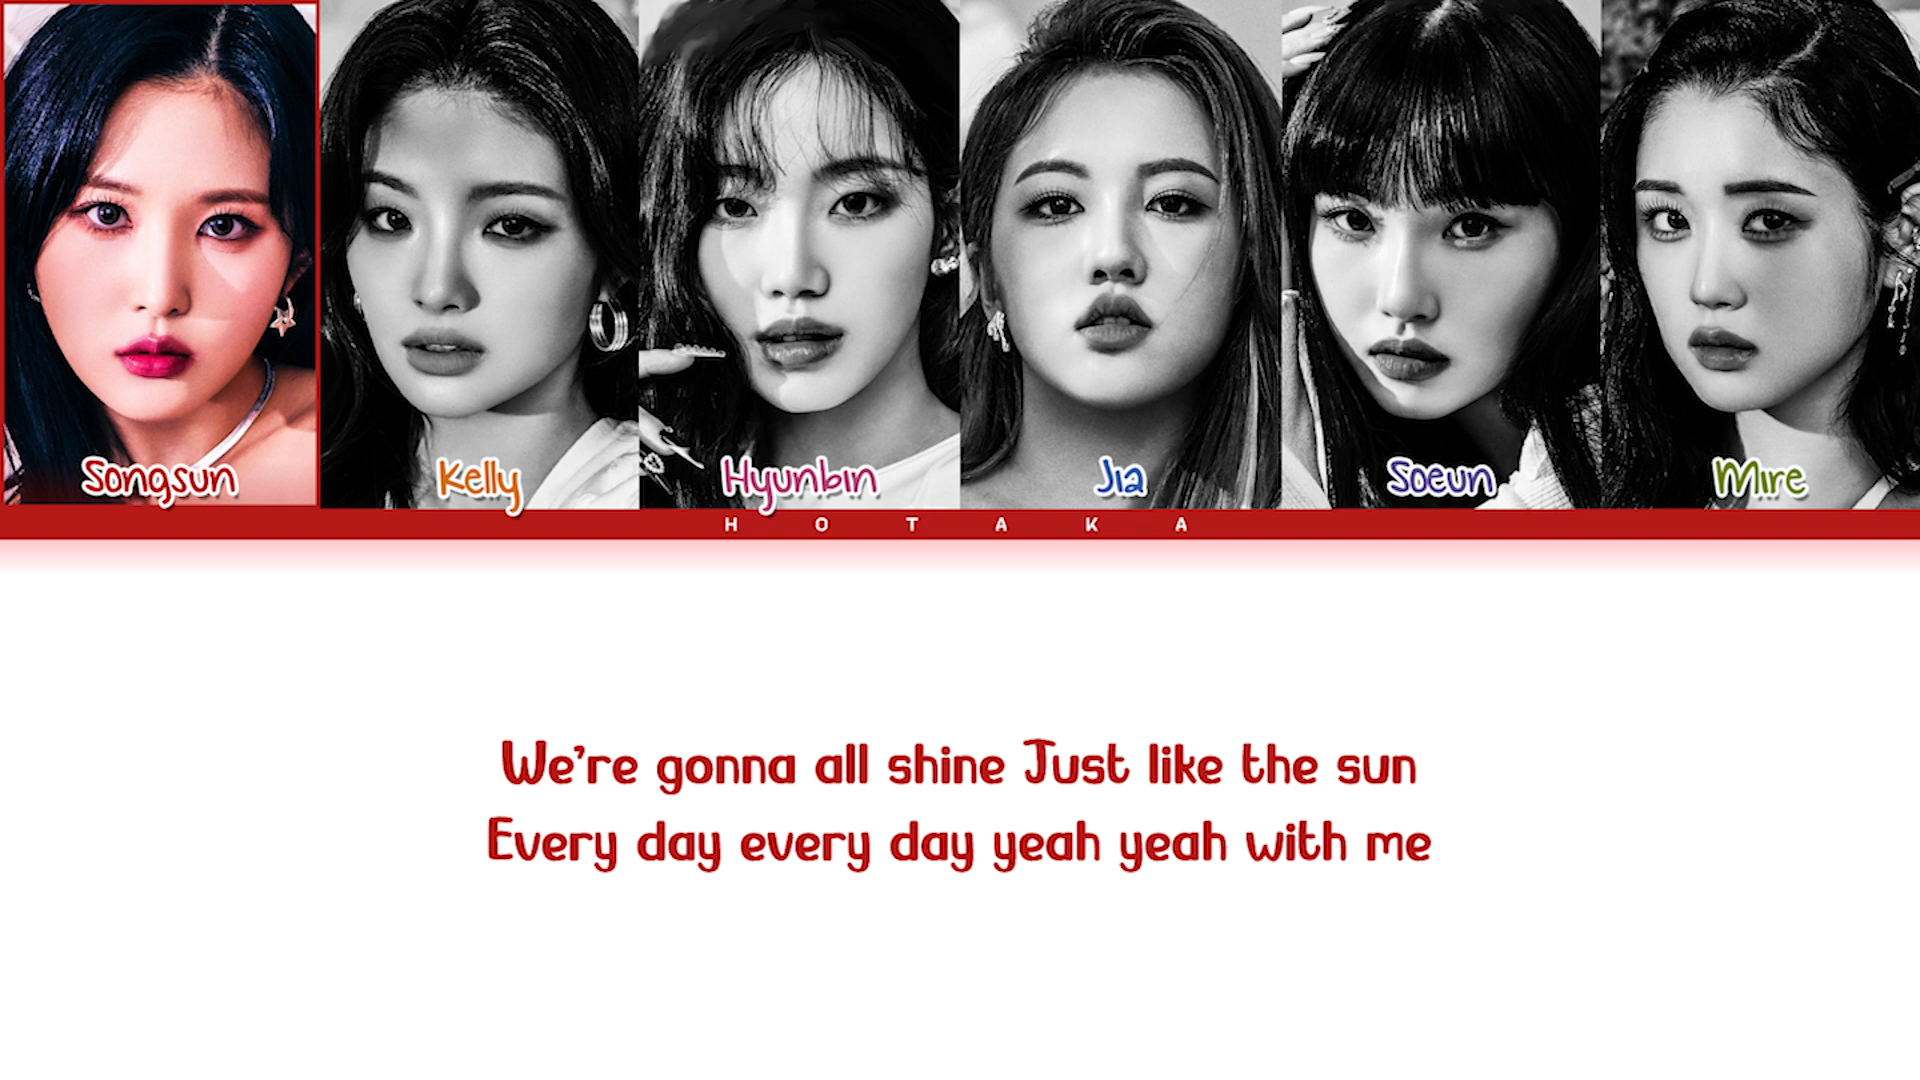 Songsun Kelly Hyunbin Jia Soeun Mire
HOTAKA
We're gonna all shine Just like the sun
Every day every day yeah yeah with me